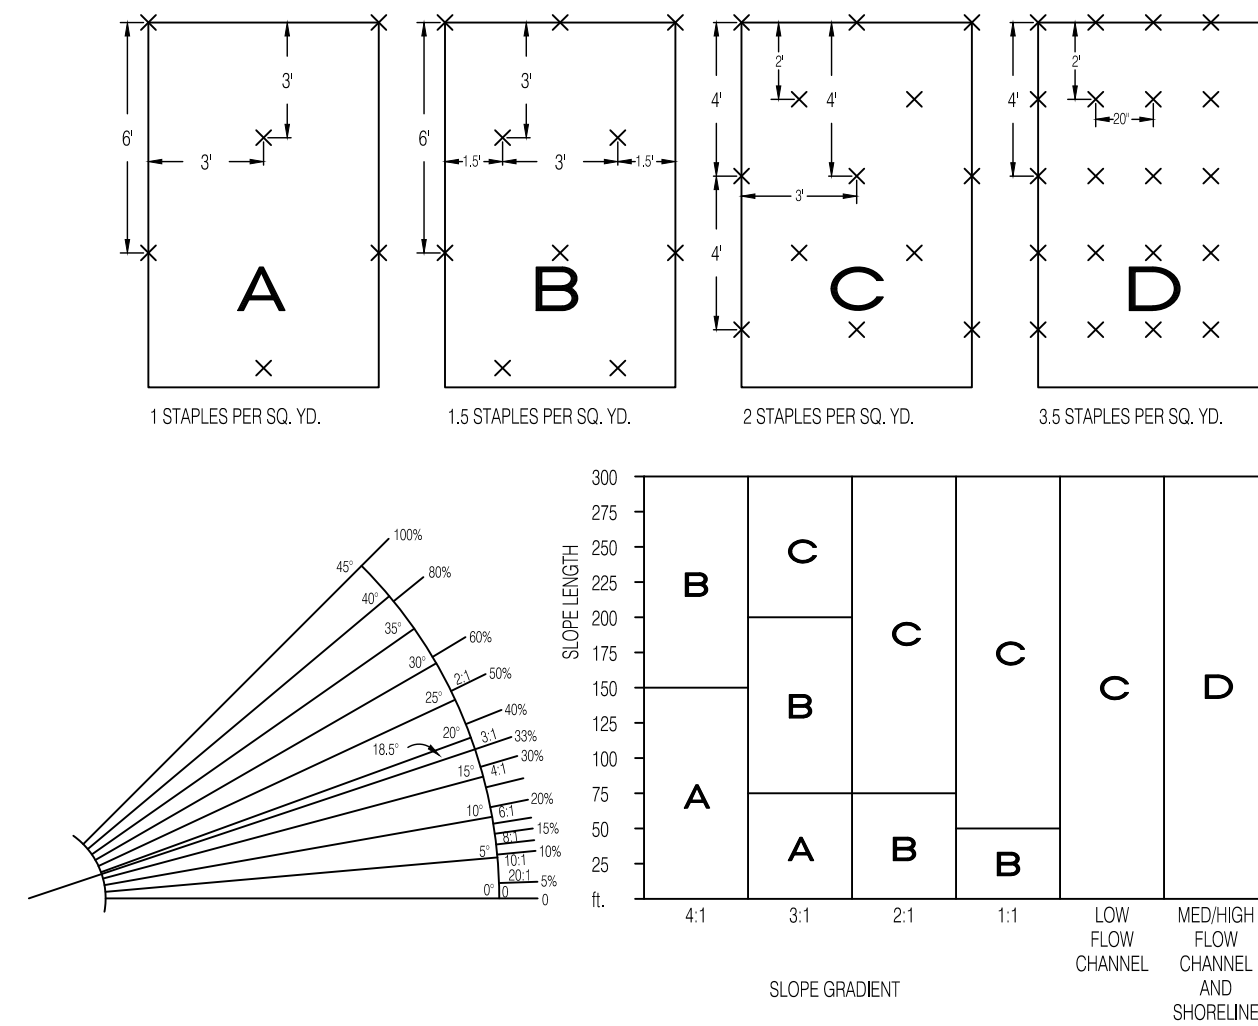 3'
6'
3'
A
1 STAPLES PER SQ. YD.
3'
6'
1.5'
3'
1.5'
B
1.5 STAPLES PER SQ. YD.
2'
4'
4'
3'
4'
C
2 STAPLES PER SQ. YD.
2'
4'
20"
D
3.5 STAPLES PER SQ. YD.
100%
45°
80%
40°
35°
60%
30°
2:1
50%
25°
40%
20°
3:1
33%
18.5°
30%
15°
4:1
20%
10°
6:1
15%
8:1
5°
10%
10:1
20:1
5%
0°
0
0
SLOPE LENGTH
300
275
250
225
200
175
150
125
100
75
50
25
ft.
B
A
C
B
A
C
B
C
B
C
D
4:1
3:1
2:1
1:1
LOW
FLOW
CHANNEL
MED/HIGH
FLOW
CHANNEL
AND
SHORELINE
SLOPE GRADIENT